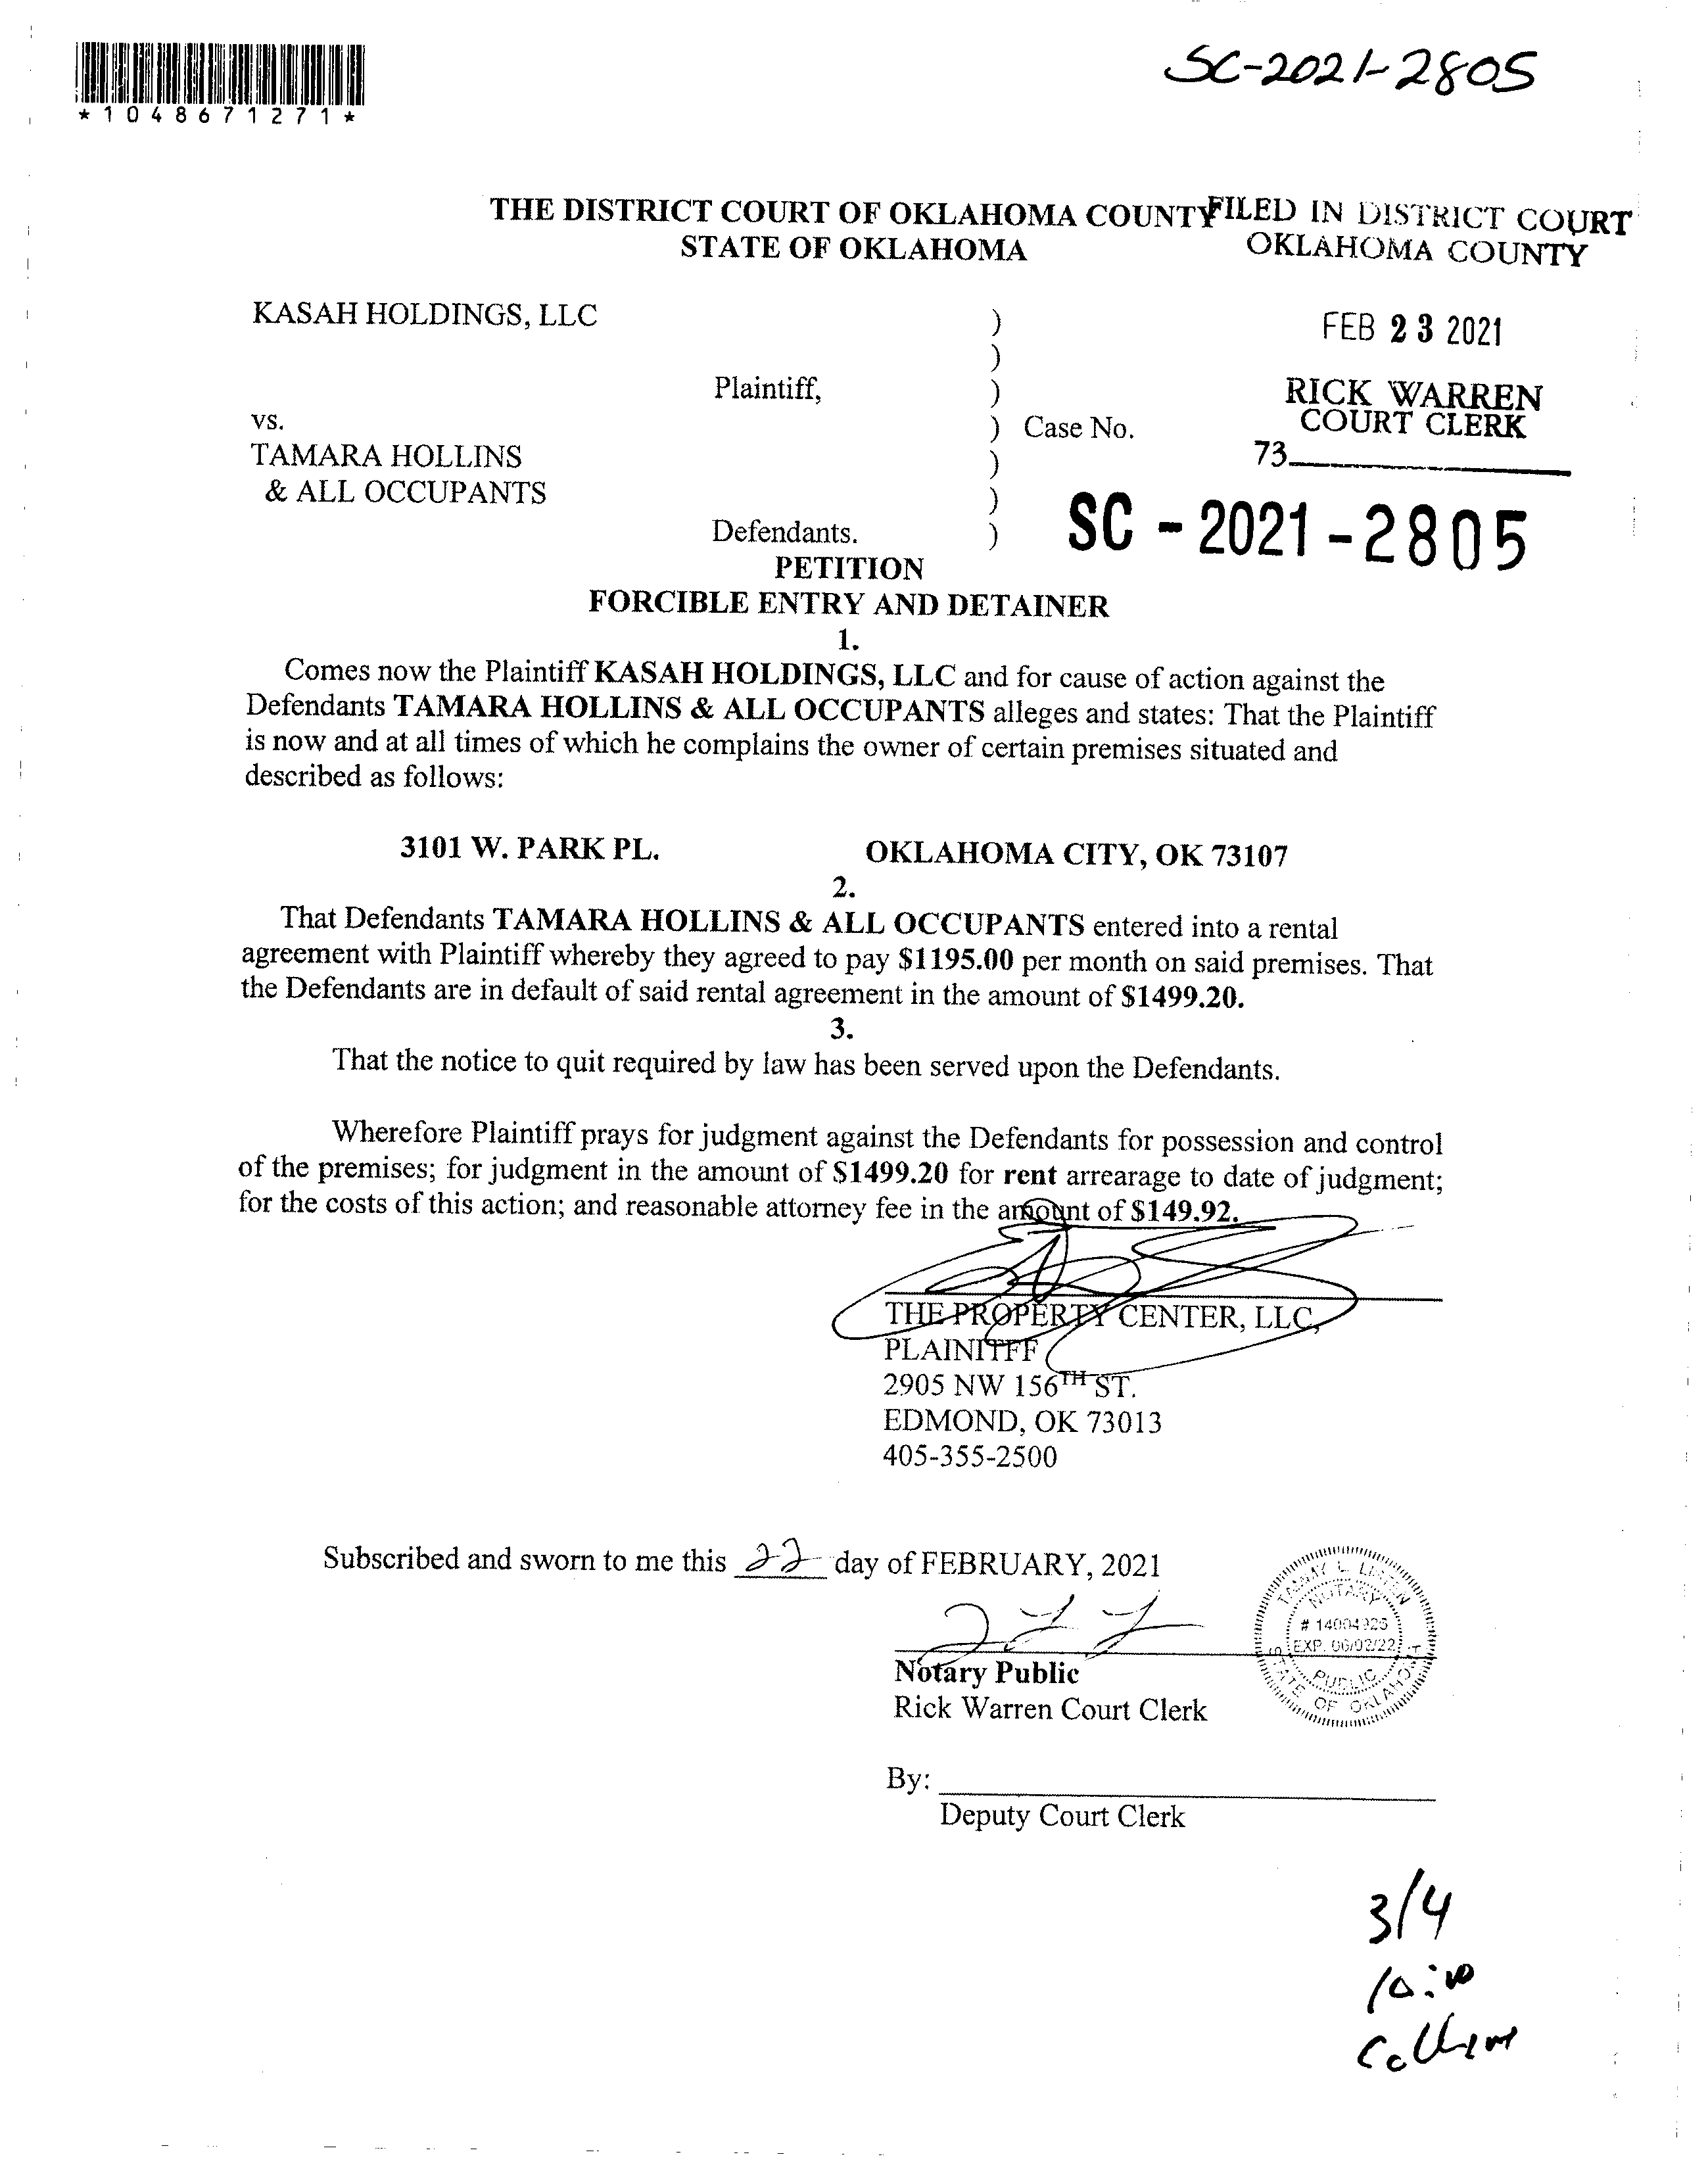 SC-2021-2805
*1048671271*
THE DISTRICT COURT OF OKLAHOMA COUNTY
STATE OF OKLAHOMA
FILED IN DISTRICT COURT
OKLAHOMA COUNTY
FEB 23 2021
RICK WARREN
COURT CLERK
73
KASAH HOLDINGS, LLC )
)
Plaintiff, )
vs. ) Case No.
TAMARA HOLLINS )
& ALL OCCUPANTS )
Defendants. )
SC - 2021 - 2805
PETITION
FORCIBLE ENTRY AND DETAINER
1.
Comes now the Plaintiff KASAH HOLDINGS, LLC and for cause of action against the
Defendants TAMARA HOLLINS & ALL OCCUPANTS alleges and states: That the Plaintiff
is now and at all times of which he complains the owner of certain premises situated and
described as follows:
3101 W. PARK PL. OKLAHOMA CITY, OK 73107
2.
That Defendants TAMARA HOLLINS & ALL OCCUPANTS entered into a rental
agreement with Plaintiff whereby they agreed to pay $1195.00 per month on said premises. That
the Defendants are in default of said rental agreement in the amount of $1499.20.
3.
That the notice to quit required by law has been served upon the Defendants.
Wherefore Plaintiff prays for judgment against the Defendants for possession and control
of the premises; for judgment in the amount of $1499.20 for rent arrearage to date of judgment;
for the costs of this action; and reasonable attorney fee in the amount of $149.92.
THE PROPERTY CENTER, LLC,
PLAINITFF
2905 NW 156TH ST.
EDMOND, OK 73013
405-355-2500
Subscribed and sworn to me this 22 day of FEBRUARY, 2021
NOTARY
EXP. 06/02/22
PUBLIC
STATE OF OKLAHOMA
Notary Public
Rick Warren Court Clerk
By:
Deputy Court Clerk
3/4